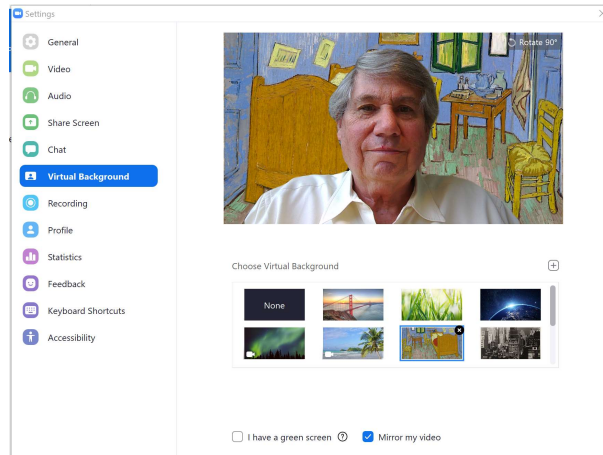 Settings
General
Video
Audio
Share Screen
Chat
Virtual Background
Recording
Profile
Statistics
Feedback
Keyboard Shortcuts
Accessibility
Rotate 90°
Choose Virtual Background
None
I have a green screen
Mirror my video